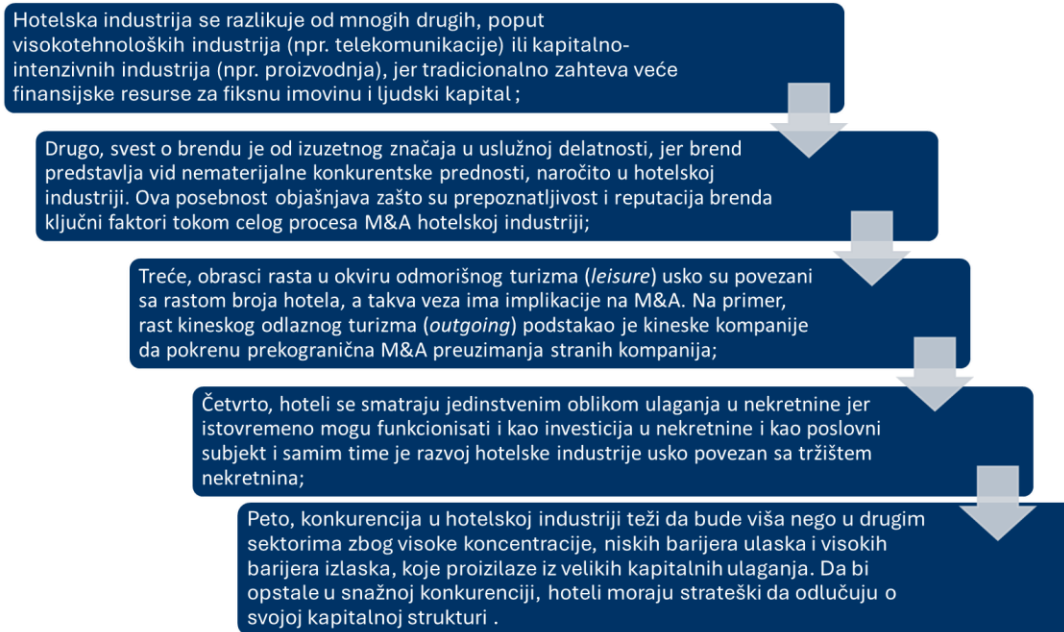 Hotelska industrija se razlikuje od mnogih drugih, poput
visokotehnoloških industrija (npr. telekomunikacije) ili kapitalno-
intenzivnih industrija (npr. proizvodnja), jer tradicionalno zahteva veće
finansijske resurse za fiksnu imovinu i ljudski kapital ;
Drugo, svest o brendu je od izuzetnog značaja u uslužnoj delatnosti, jer brend
predstavlja vid nematerijalne konkurentske prednosti, naročito u hotelskoj
industriji. Ova posebnost objašnjava zašto su prepoznatljivost i reputacija brenda
ključni faktori tokom celog procesa M&A hotelskoj industriji;
Treće, obrasci rasta u okviru odmorišnog turizma (leisure) usko su povezani
sa rastom broja hotela, a takva veza ima implikacije na M&A. Na primer,
rast kineskog odlaznog turizma (outgoing) podstakao je kineske kompanije
da pokrenu prekogranična M&A preuzimanja stranih kompanija;
Četvrto, hoteli se smatraju jedinstvenim oblikom ulaganja u nekretnine jer
istovremeno mogu funkcionisati i kao investicija u nekretnine i kao poslovni
subjekt i samim time je razvoj hotelske industrije usko povezan sa tržištem
nekretnina;
Peto, konkurencija u hotelskoj industriji teži da bude viša nego u drugim
sektorima zbog visoke koncentracije, niskih barijera ulaska i visokih
barijera izlaska, koje proizilaze iz velikih kapitalnih ulaganja. Da bi
opstale u snažnoj konkurenciji, hoteli moraju strateški da odlučuju o
svojoj kapitalnoj strukturi .